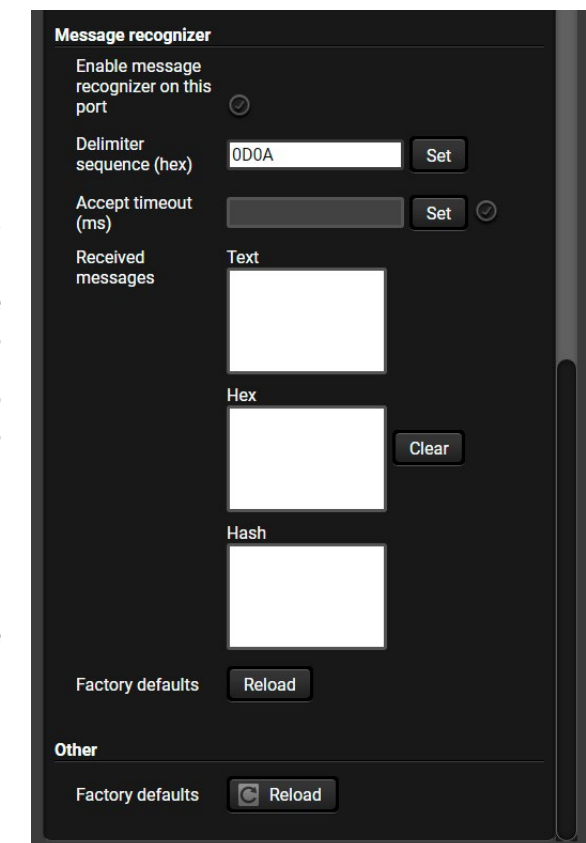 Message recognizer
Enable message
recognizer on this
port
Delimiter
sequence (hex)
0D0A
Set
Accept timeout
(ms)
Set
Received
messages
Text
Hex
Clear
Hash
Factory defaults
Reload
Other
Factory defaults
Reload